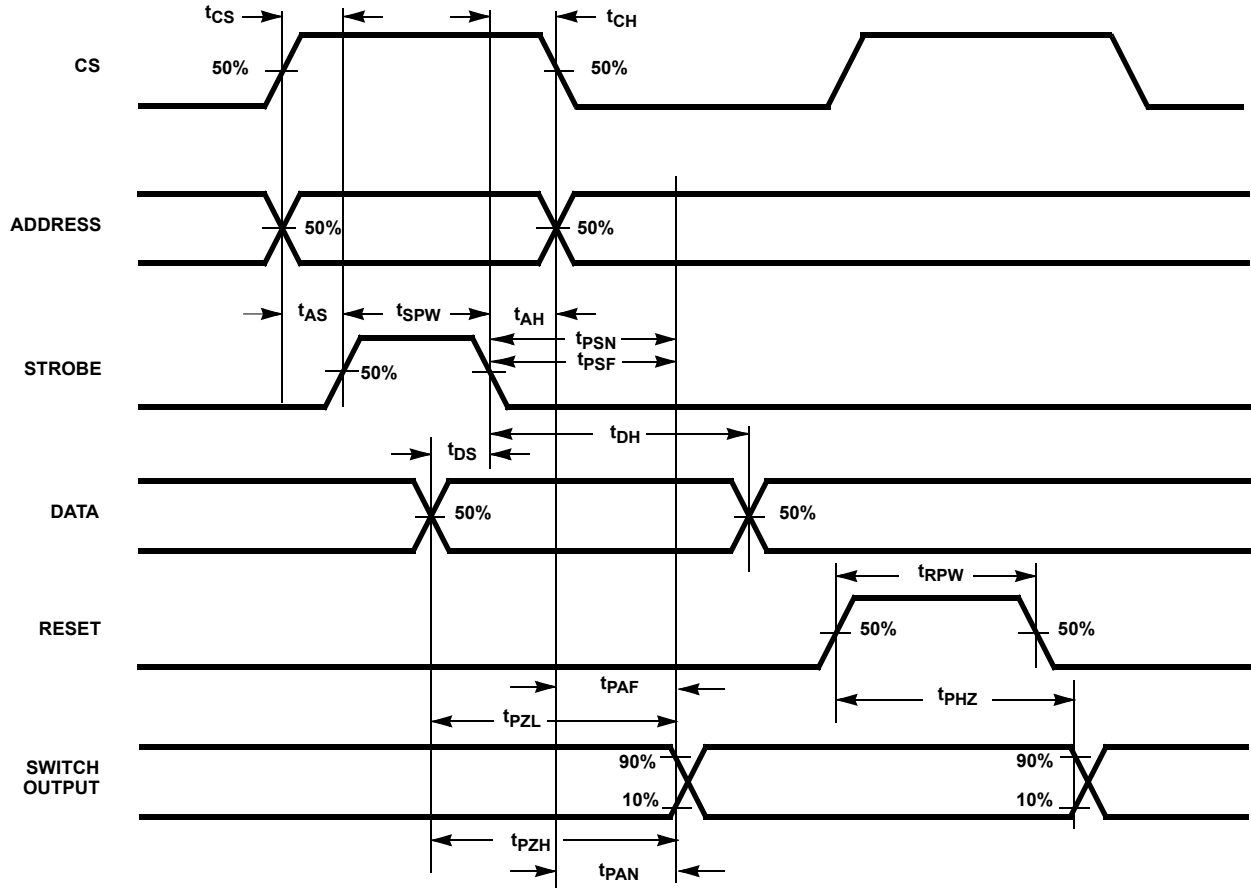 tCS
tCH
CS
50%
50%
ADDRESS
50%
50%
tAS
tSPW
tAH
tPSN
tPSF
STROBE
50%
tDH
tDS
DATA
50%
50%
tRPW
RESET
50%
50%
tPAF
tPHZ
tPZL
SWITCH
OUTPUT
90%
90%
10%
10%
tPZH
tPAN